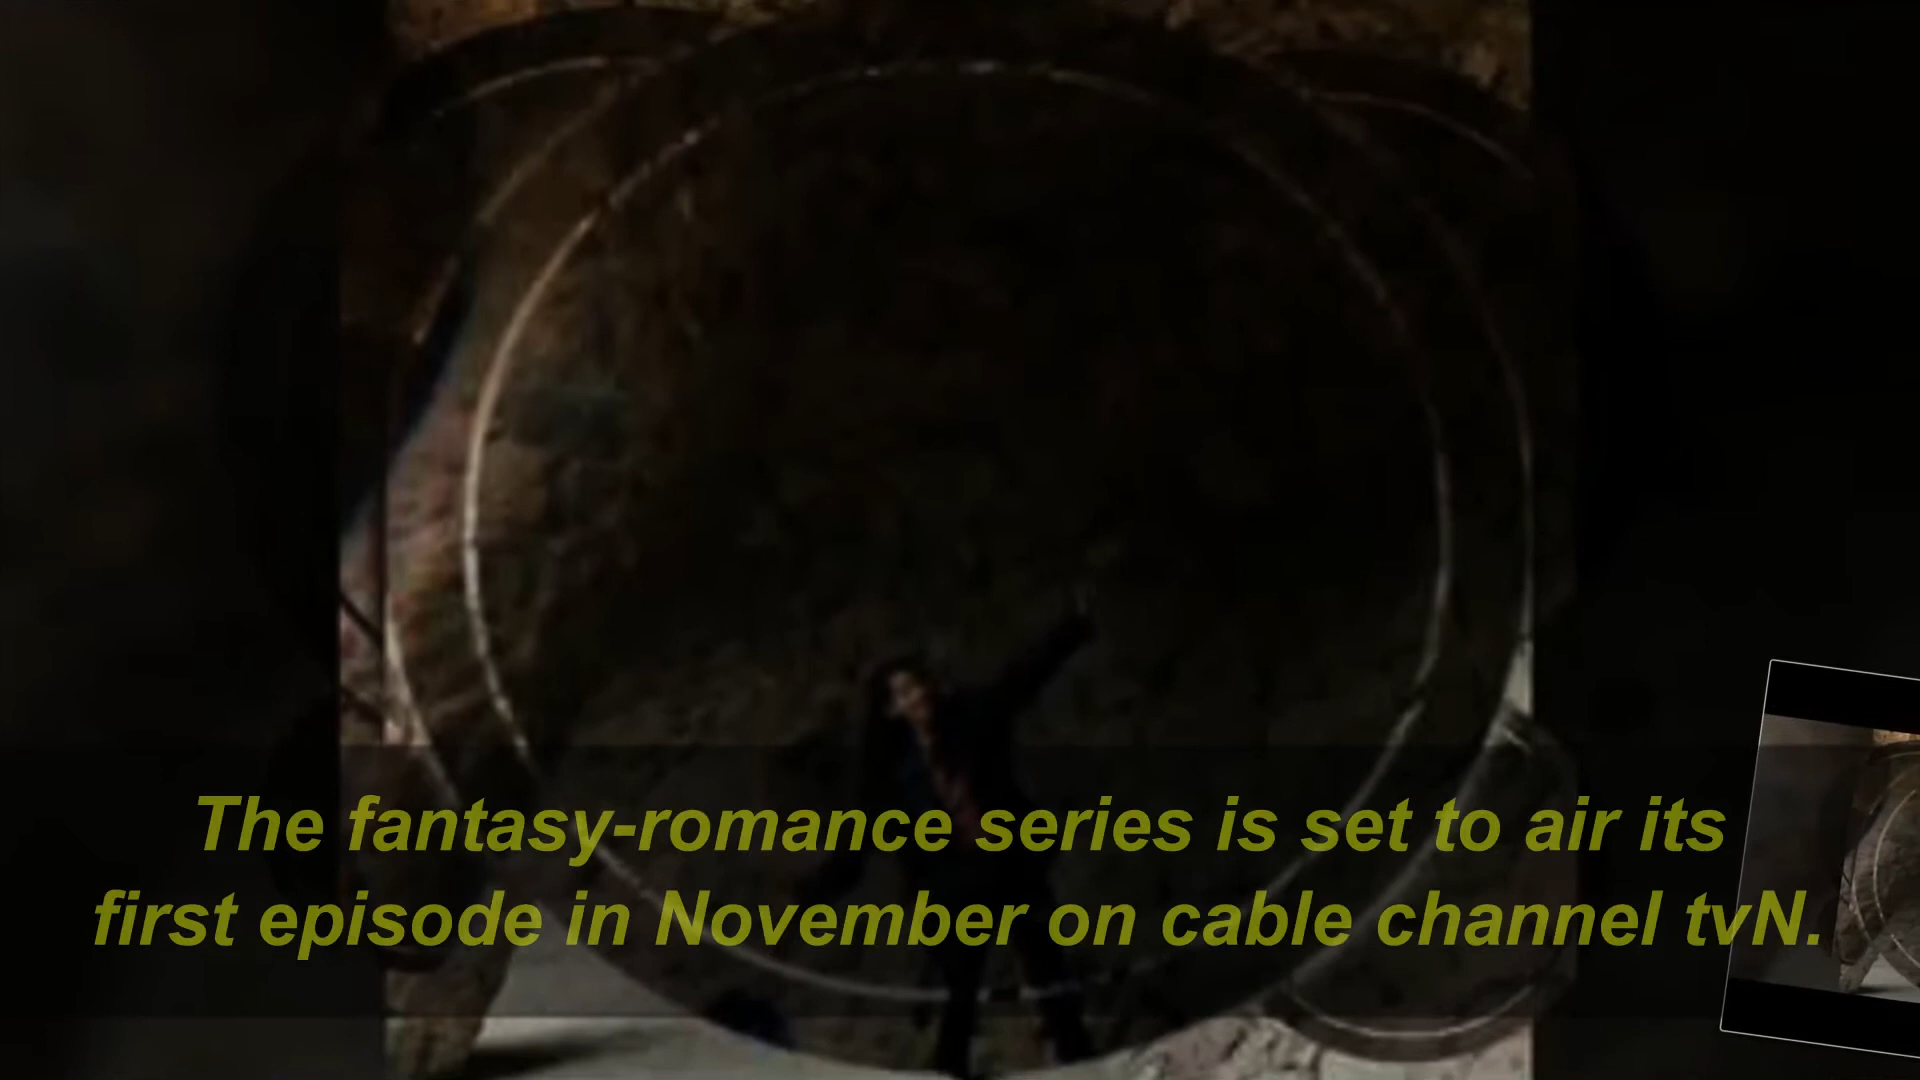 The fantasy-romance series is set to air its
first episode in November on cable channel tvN.